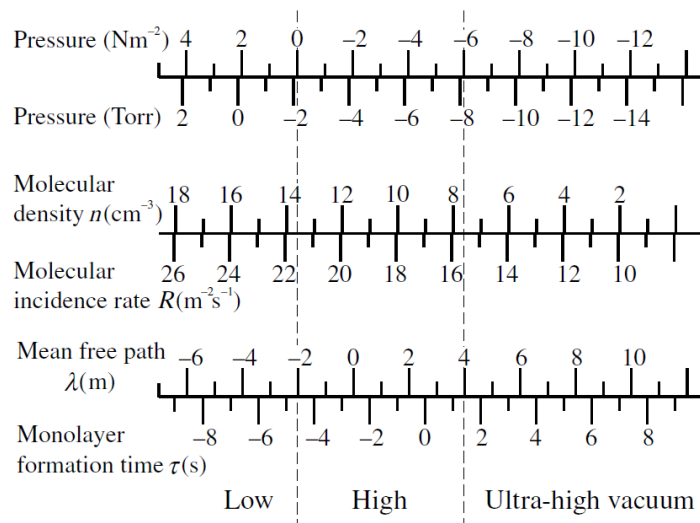 Pressure (Nm⁻²) 4 2 0 −2 −4 −6 −8 −10 −12
Pressure (Torr) 2 0 −2 −4 −6 −8 −10 −12 −14
Molecular
density n(cm⁻³) 18 16 14 12 10 8 6 4 2
26 24 22 20 18 16 14 12 10
Molecular
incidence rate R(m⁻²s⁻¹)
Mean free path −6 −4 −2 0 2 4 6 8 10
λ(m)
Monolayer −8 −6 −4 −2 0 2 4 6 8
formation time τ(s)
Low High Ultra-high vacuum